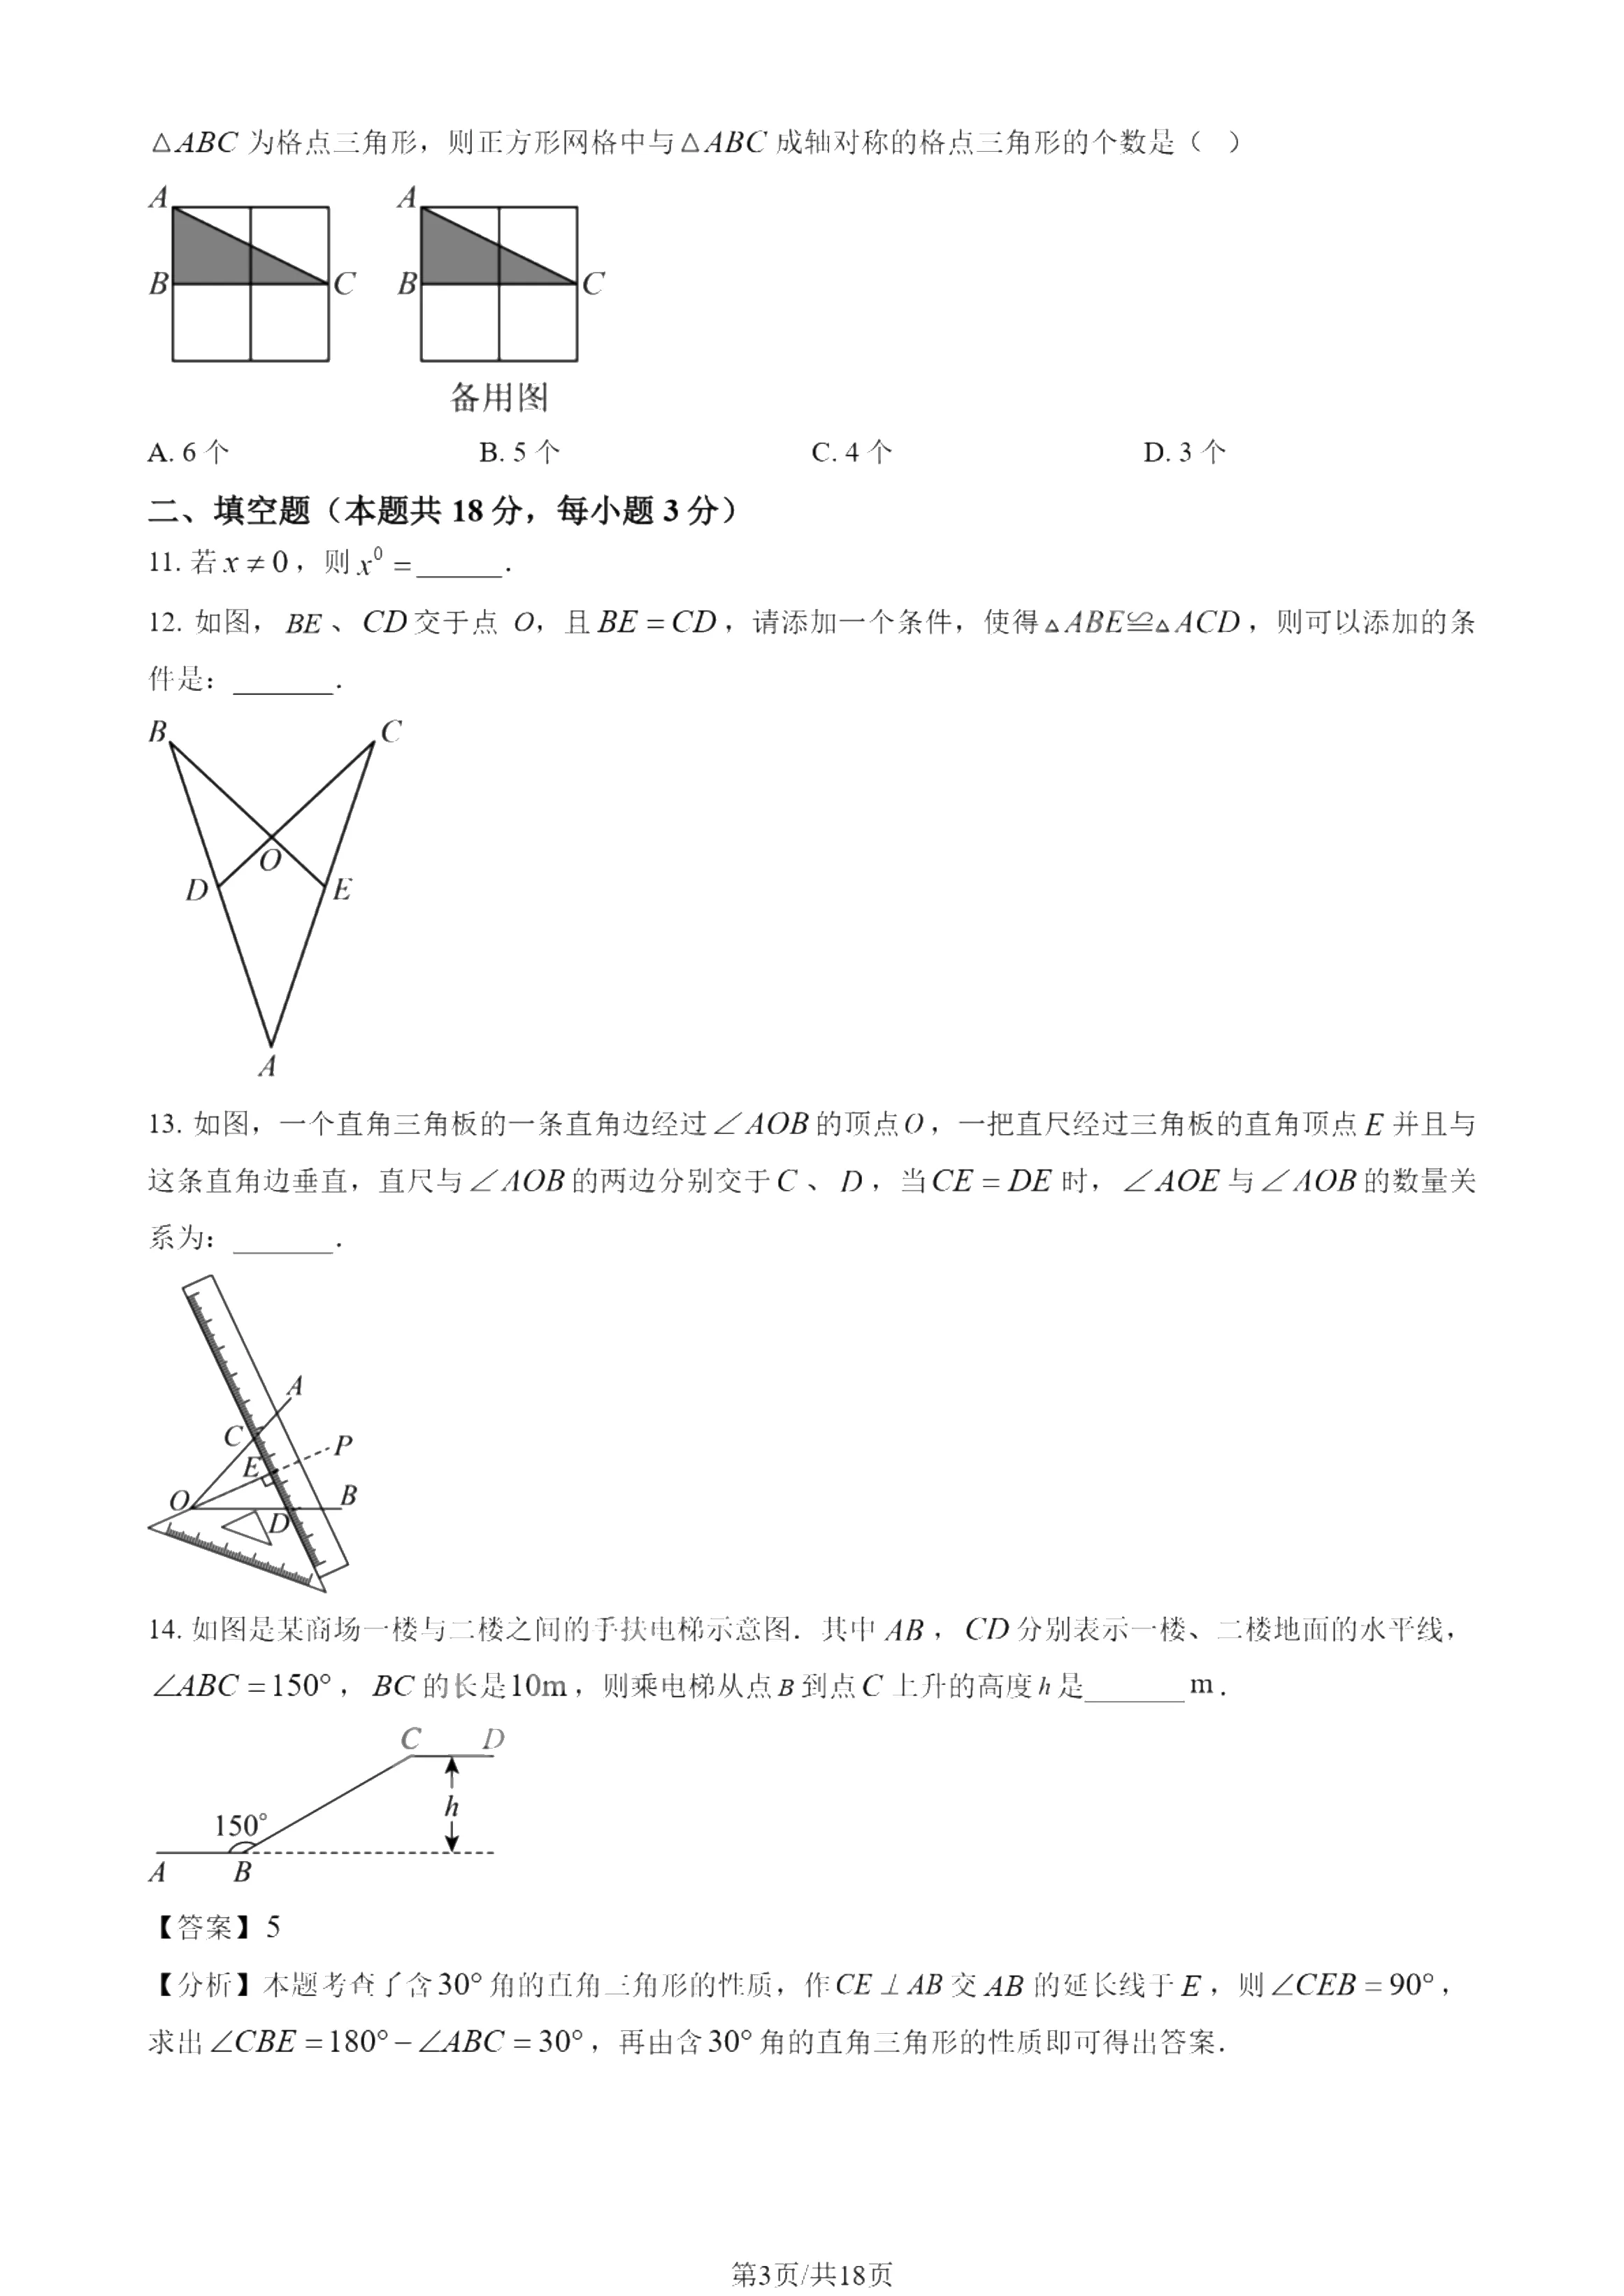 △ABC 为格点三角形，则正方形网格中与△ABC 成轴对称的格点三角形的个数是（ ）
A A
B C B C
备用图
A. 6 个 B. 5 个 C. 4 个 D. 3 个
二、填空题（本题共 18 分，每小题 3 分）
11. 若 x ≠ 0，则 x⁰ = ______．
12. 如图，BE、CD 交于点 O，且 BE = CD，请添加一个条件，使得△ABE≌△ACD，则可以添加的条
件是：_______．
B C
O
D E
A
13. 如图，一个直角三角板的一条直角边经过∠AOB 的顶点 O，一把直尺经过三角板的直角顶点 E 并且与
这条直角边垂直，直尺与∠AOB 的两边分别交于 C、D，当 CE = DE 时，∠AOE 与∠AOB 的数量关
系为：_______．
A
C
P
E
O B
D
14. 如图是某商场一楼与二楼之间的手扶电梯示意图．其中 AB，CD 分别表示一楼、二楼地面的水平线，
∠ABC = 150°，BC 的长是 10m，则乘电梯从点 B 到点 C 上升的高度 h 是_______ m．
C D
h
150°
A B
【答案】5
【分析】本题考查了含 30° 角的直角三角形的性质，作 CE ⊥ AB 交 AB 的延长线于 E，则∠CEB = 90°，
求出∠CBE = 180° − ∠ABC = 30°，再由含 30° 角的直角三角形的性质即可得出答案．
第3页/共18页